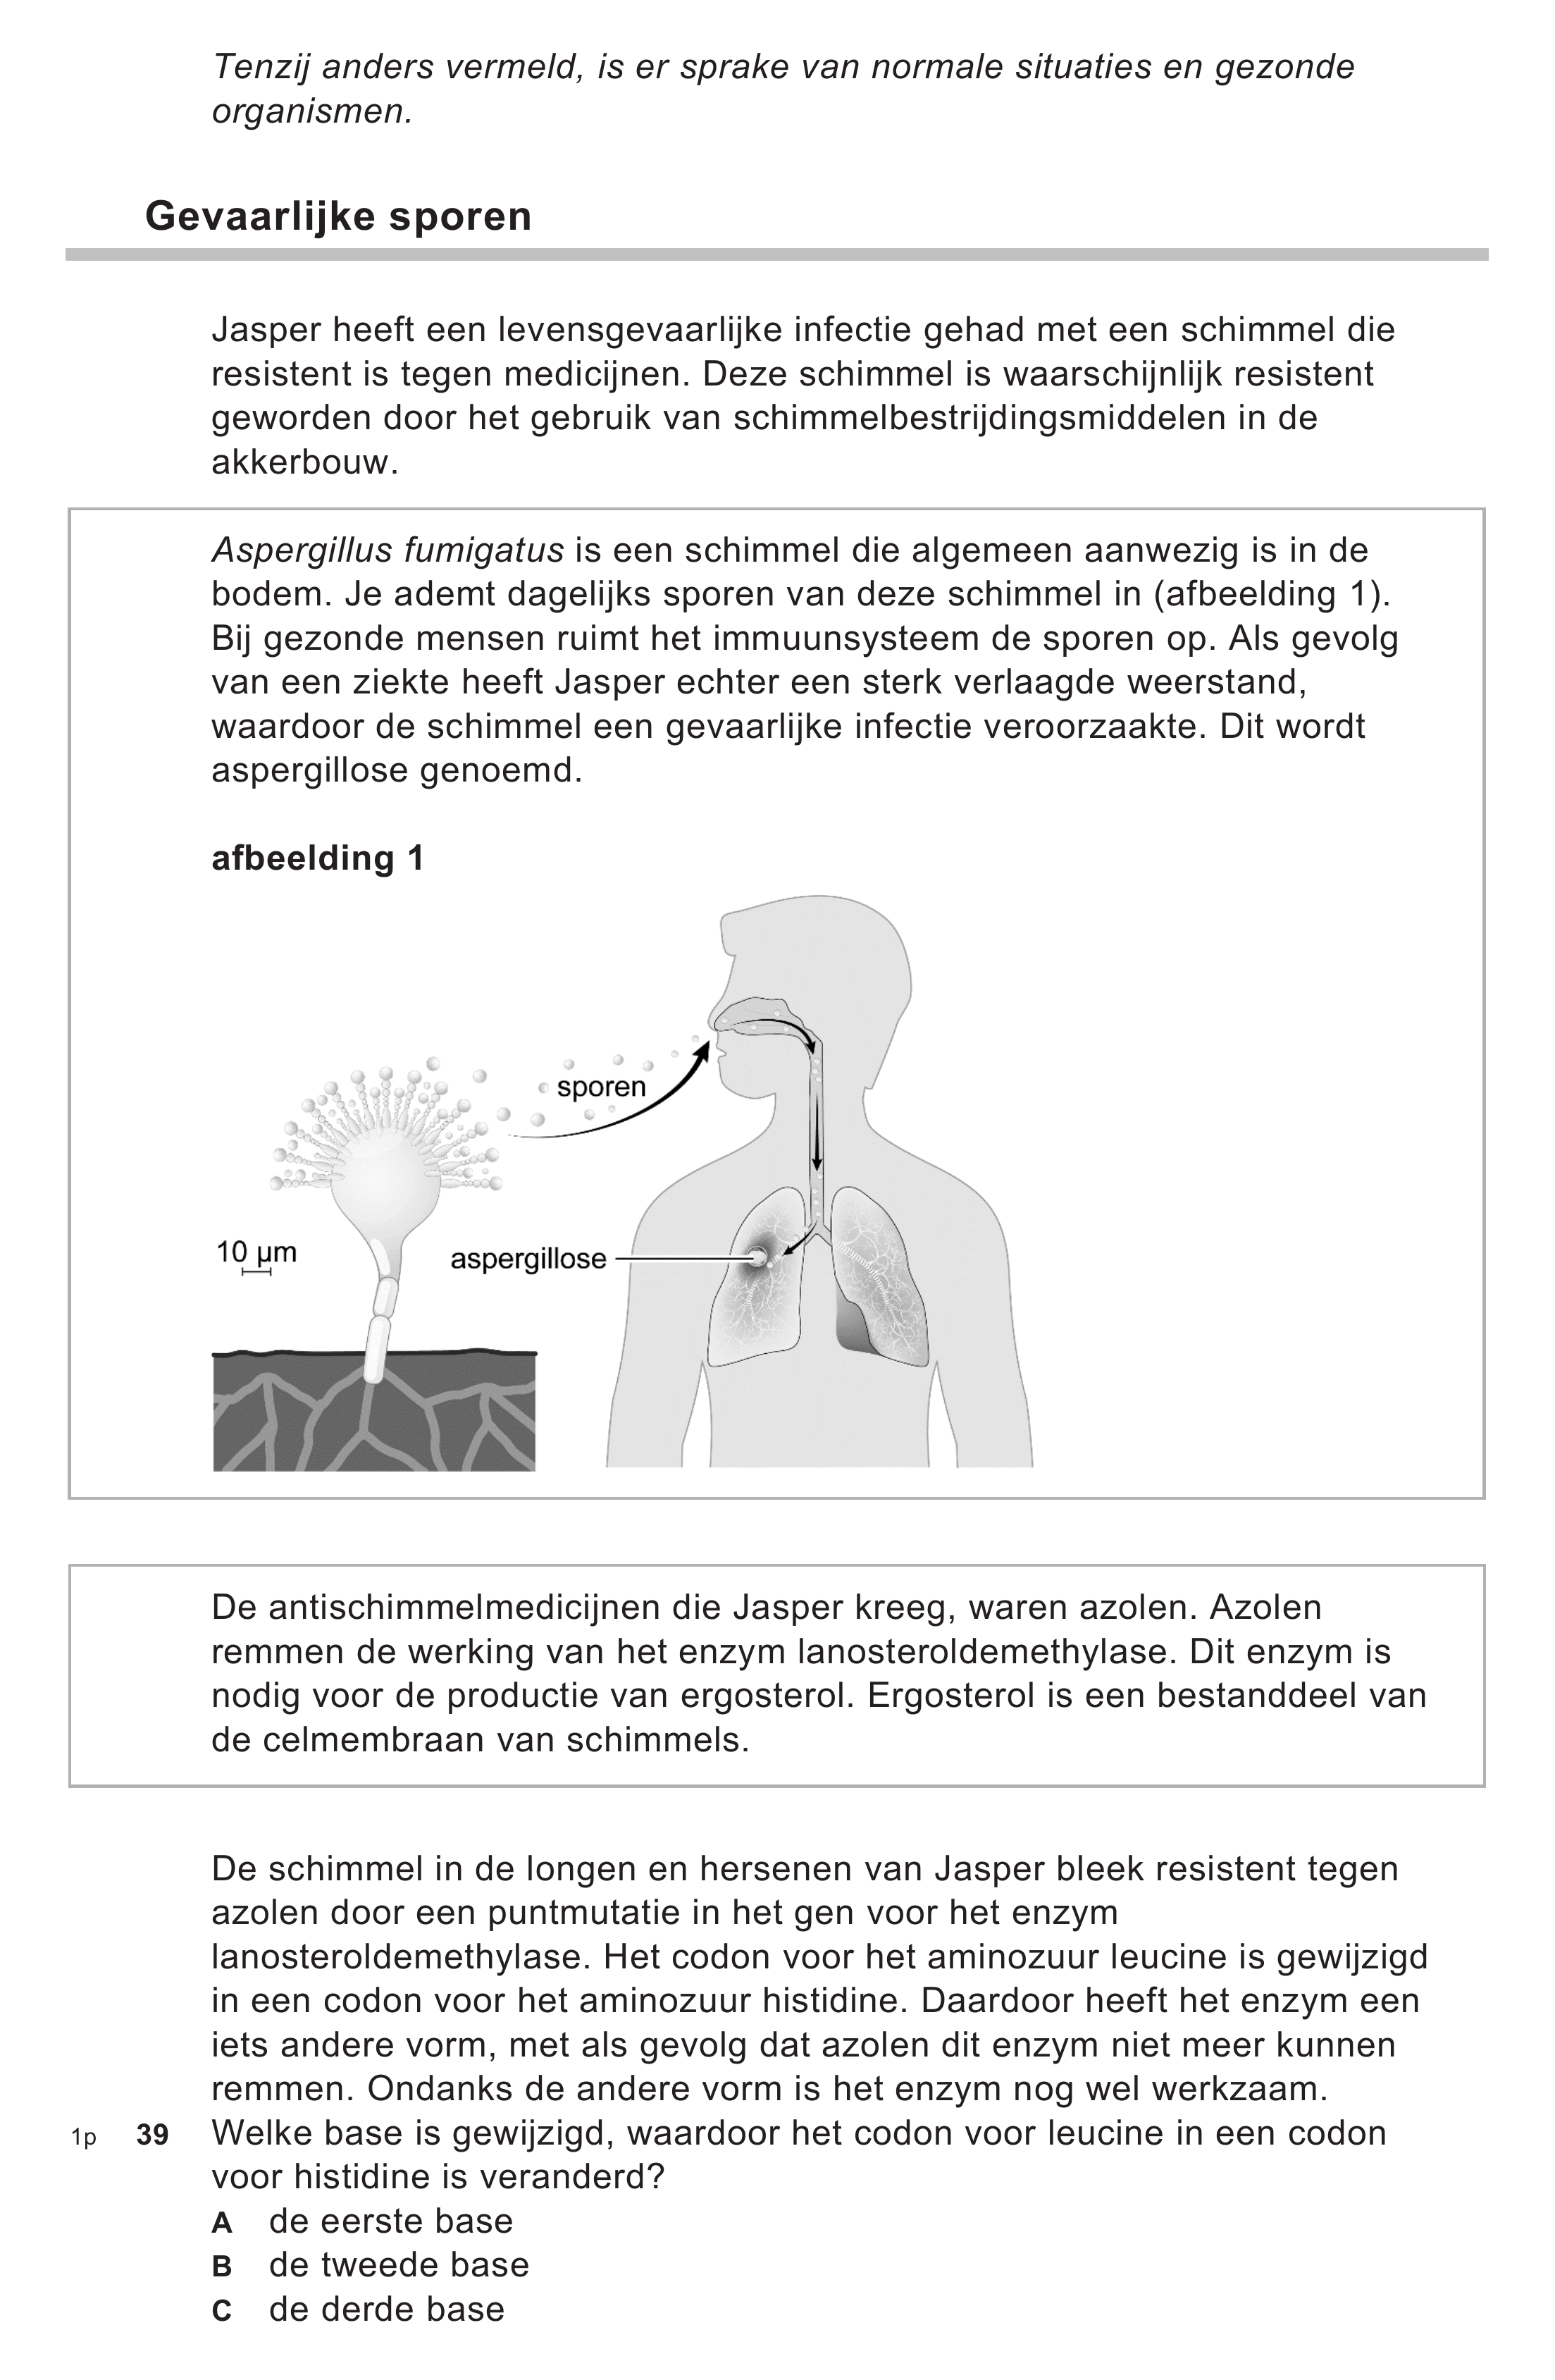 Tenzij anders vermeld, is er sprake van normale situaties en gezonde
organismen.
Gevaarlijke sporen
Jasper heeft een levensgevaarlijke infectie gehad met een schimmel die
resistent is tegen medicijnen. Deze schimmel is waarschijnlijk resistent
geworden door het gebruik van schimmelbestrijdingsmiddelen in de
akkerbouw.
Aspergillus fumigatus is een schimmel die algemeen aanwezig is in de
bodem. Je ademt dagelijks sporen van deze schimmel in (afbeelding 1).
Bij gezonde mensen ruimt het immuunsysteem de sporen op. Als gevolg
van een ziekte heeft Jasper echter een sterk verlaagde weerstand,
waardoor de schimmel een gevaarlijke infectie veroorzaakte. Dit wordt
aspergillose genoemd.
afbeelding 1
sporen
10 µm
aspergillose
De antischimmelmedicijnen die Jasper kreeg, waren azolen. Azolen
remmen de werking van het enzym lanosteroldemethylase. Dit enzym is
nodig voor de productie van ergosterol. Ergosterol is een bestanddeel van
de celmembraan van schimmels.
De schimmel in de longen en hersenen van Jasper bleek resistent tegen
azolen door een puntmutatie in het gen voor het enzym
lanosteroldemethylase. Het codon voor het aminozuur leucine is gewijzigd
in een codon voor het aminozuur histidine. Daardoor heeft het enzym een
iets andere vorm, met als gevolg dat azolen dit enzym niet meer kunnen
remmen. Ondanks de andere vorm is het enzym nog wel werkzaam.
1p 39 Welke base is gewijzigd, waardoor het codon voor leucine in een codon
voor histidine is veranderd?
A de eerste base
B de tweede base
C de derde base